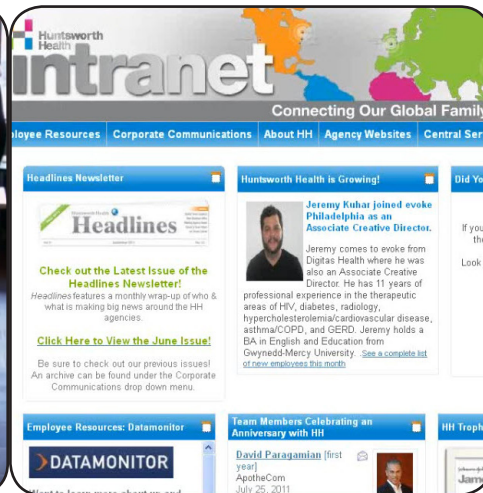 Huntsworth
Health
intranet
Connecting Our Global Family
loyee Resources Corporate Communications About HH Agency Websites Central Ser
Headlines Newsletter
Headlines
Check out the Latest Issue of the
Headlines Newsletter!
Headlines features a monthly wrap-up of who &
what is making big news around the HH
agencies.
Click Here to View the June Issue!
Be sure to check out our previous issues!
An archive can be found under the Corporate
Communications drop down menu.
Huntsworth Health is Growing!
Jeremy Kuhar joined evoke
Philadelphia as an
Associate Creative Director.
Jeremy comes to evoke from
Digitas Health where he was
also an Associate Creative
Director. He has 11 years of
professional experience in the therapeutic
areas of HIV, diabetes, radiology,
hypercholesterolemia/cardiovascular disease,
asthma/COPD, and GERD. Jeremy holds a
BA in English and Education from
Gwynedd-Mercy University. .See a complete list
of new employees this month
Did Yo
If you
the
Look
Employee Resources: Datamonitor
DATAMONITOR
Want to learn more about us and
Team Members Celebrating an
Anniversary with HH
David Paragamian [first
year]
ApotheCom
July 25, 2011
HH Troph
Jame